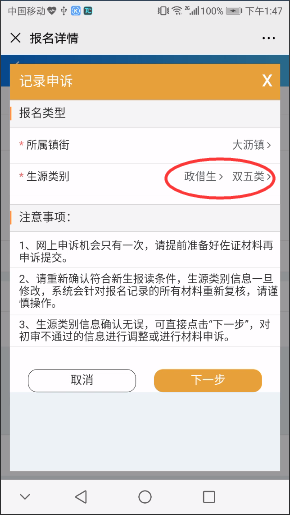 中国移动 100% 下午1:47
报名详情
记录申诉 X
报名类型
*所属镇街 大沥镇>
*生源类别 政借生> 双五类>
注意事项：
1、网上申诉机会只有一次，请提前准备好佐证材料再
申诉提交。
2、请重新确认符合新生报读条件，生源类别信息一旦
修改，系统会针对报名记录的所有材料重新复核，请谨
慎操作。
3、生源类别信息确认无误，可直接点击“下一步”，对
初审不通过的信息进行调整或进行材料申诉。
取消 下一步